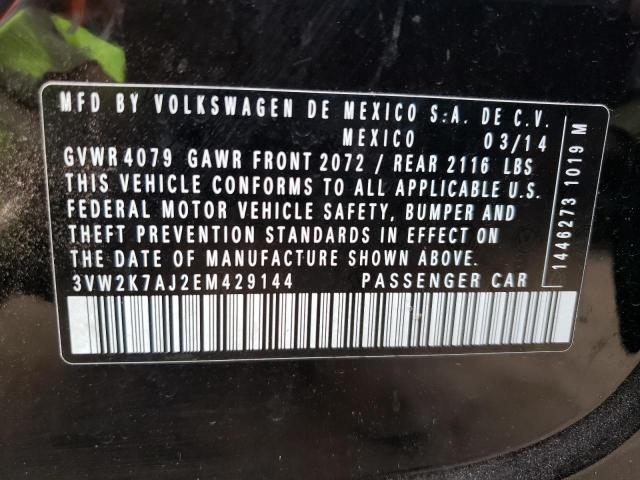 MFD BY VOLKSWAGEN DE MEXICO S.A. DE C.V.
MEXICO 03/14
GVWR 4079 GAWR FRONT 2072 / REAR 2116 LBS
THIS VEHICLE CONFORMS TO ALL APPLICABLE U.S.
FEDERAL MOTOR VEHICLE SAFETY, BUMPER AND
THEFT PREVENTION STANDARDS IN EFFECT ON
THE DATE OF MANUFACTURE SHOWN ABOVE.
3VW2K7AJ2EM429144 PASSENGER CAR
1446273 1019 M